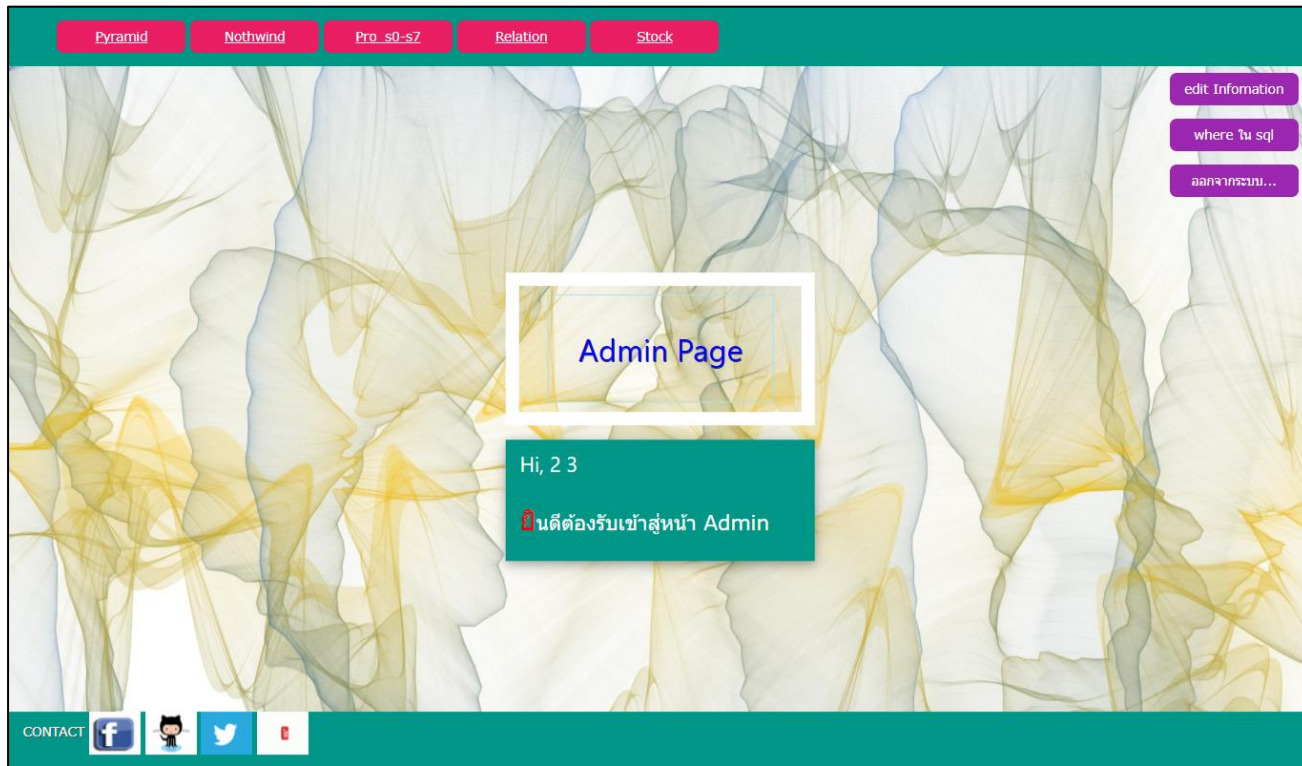 Pyramid
Nothwind
Pro s0-s7
Relation
Stock
edit Infomation
where ใน sql
ออกจากระบบ...
Admin Page
Hi, 2 3
ยินดีต้องรับเข้าสู่หน้า Admin
CONTACT